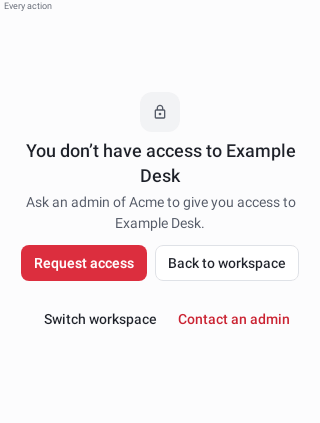 Every action
You don’t have access to Example
Desk
Ask an admin of Acme to give you access to
Example Desk.
Request access
Back to workspace
Switch workspace
Contact an admin